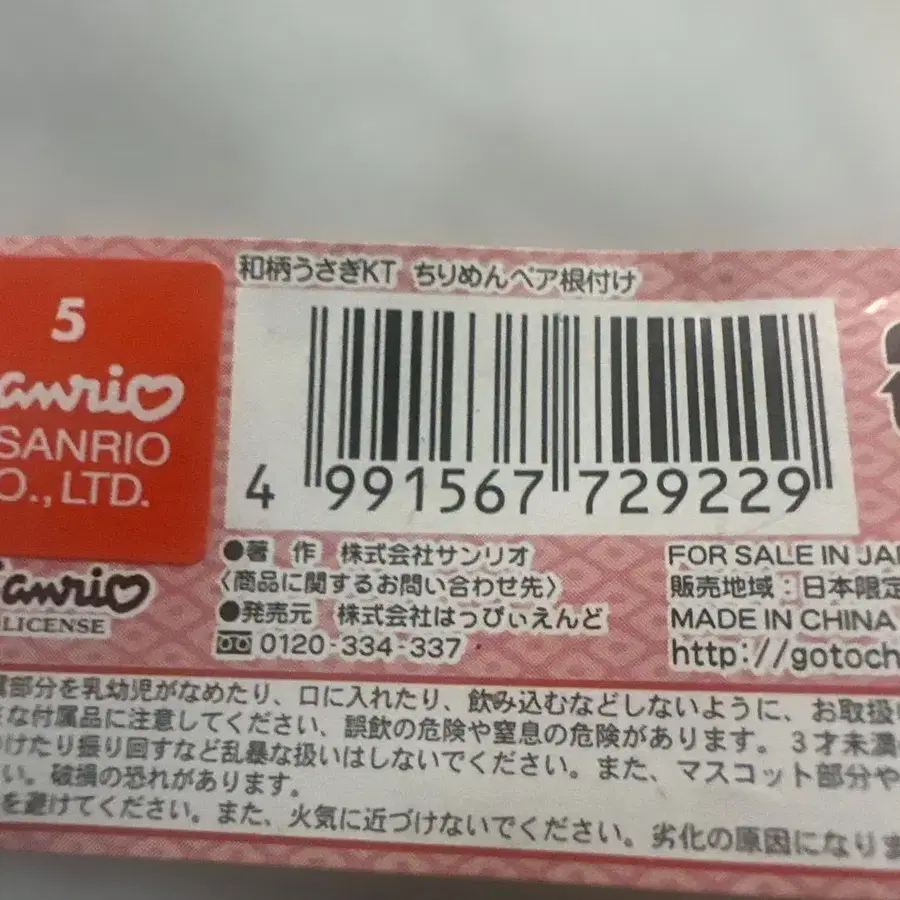 和柄うさぎKT ちりめんペア根付け
5
Sanrio
SANRIO
O., LTD.
4 991567 729229
Sanrio
LICENSE
●著 作 株式会社サンリオ
〈商品に関するお問い合わせ先〉
●発売元 株式会社はっぴぃえんど
0120-334-337
FOR SALE IN JA
販売地域:日本限定
MADE IN CHINA
http://gotoch
部分を乳幼児がなめたり、口に入れたり、飲み込むなどしないように、お取扱
な付属品に注意してください、誤飲の危険や窒息の危険があります。3才未満
けたり振り回すなど乱暴な扱いはしないでください。また、マスコット部分や
い。破損の恐れがあります。
を避けてください。また、火気に近づけないでください。劣化の原因になりま